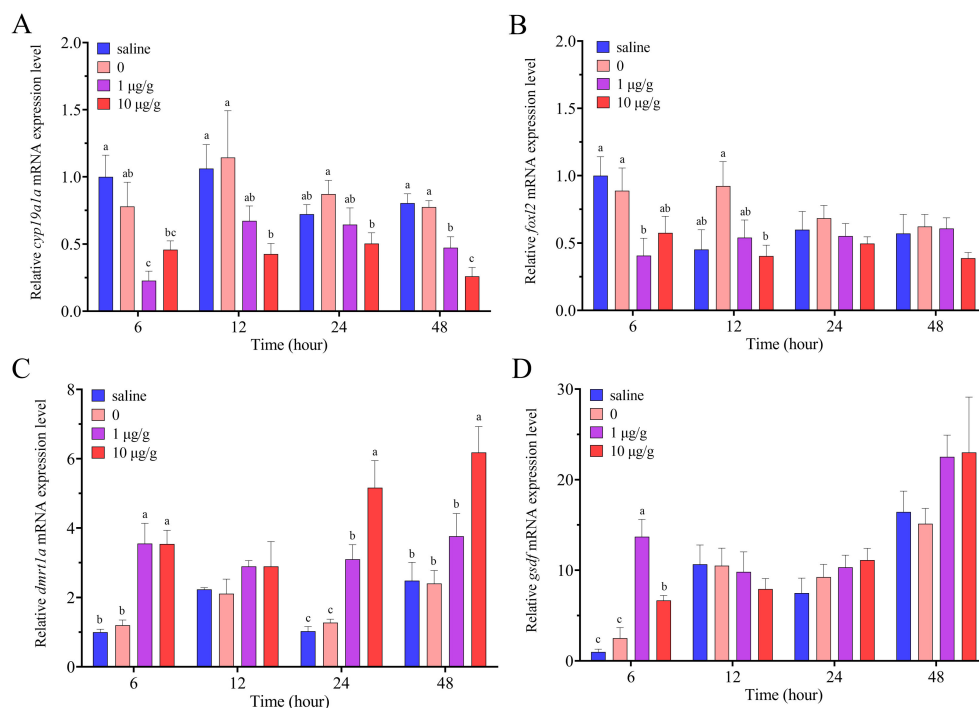 A
Relative cyp19a1a mRNA expression level
2.0
1.5
1.0
0.5
0.0
saline
0
1 μg/g
10 μg/g
a
ab
c
bc
a
a
ab
b
ab
a
ab
b
a
a
b
c
6
12
24
48
Time (hour)
B
Relative foxl2 mRNA expression level
2.0
1.5
1.0
0.5
0.0
saline
0
1 μg/g
10 μg/g
a
a
b
ab
ab
a
ab
b
6
12
24
48
Time (hour)
C
Relative dmrt1a mRNA expression level
8
6
4
2
0
saline
0
1 μg/g
10 μg/g
b
b
a
a
c
c
b
a
b
b
b
a
6
12
24
48
Time (hour)
D
Relative gsdf mRNA expression level
30
20
15
10
5
0
saline
0
1 μg/g
10 μg/g
c
c
a
b
6
12
24
48
Time (hour)